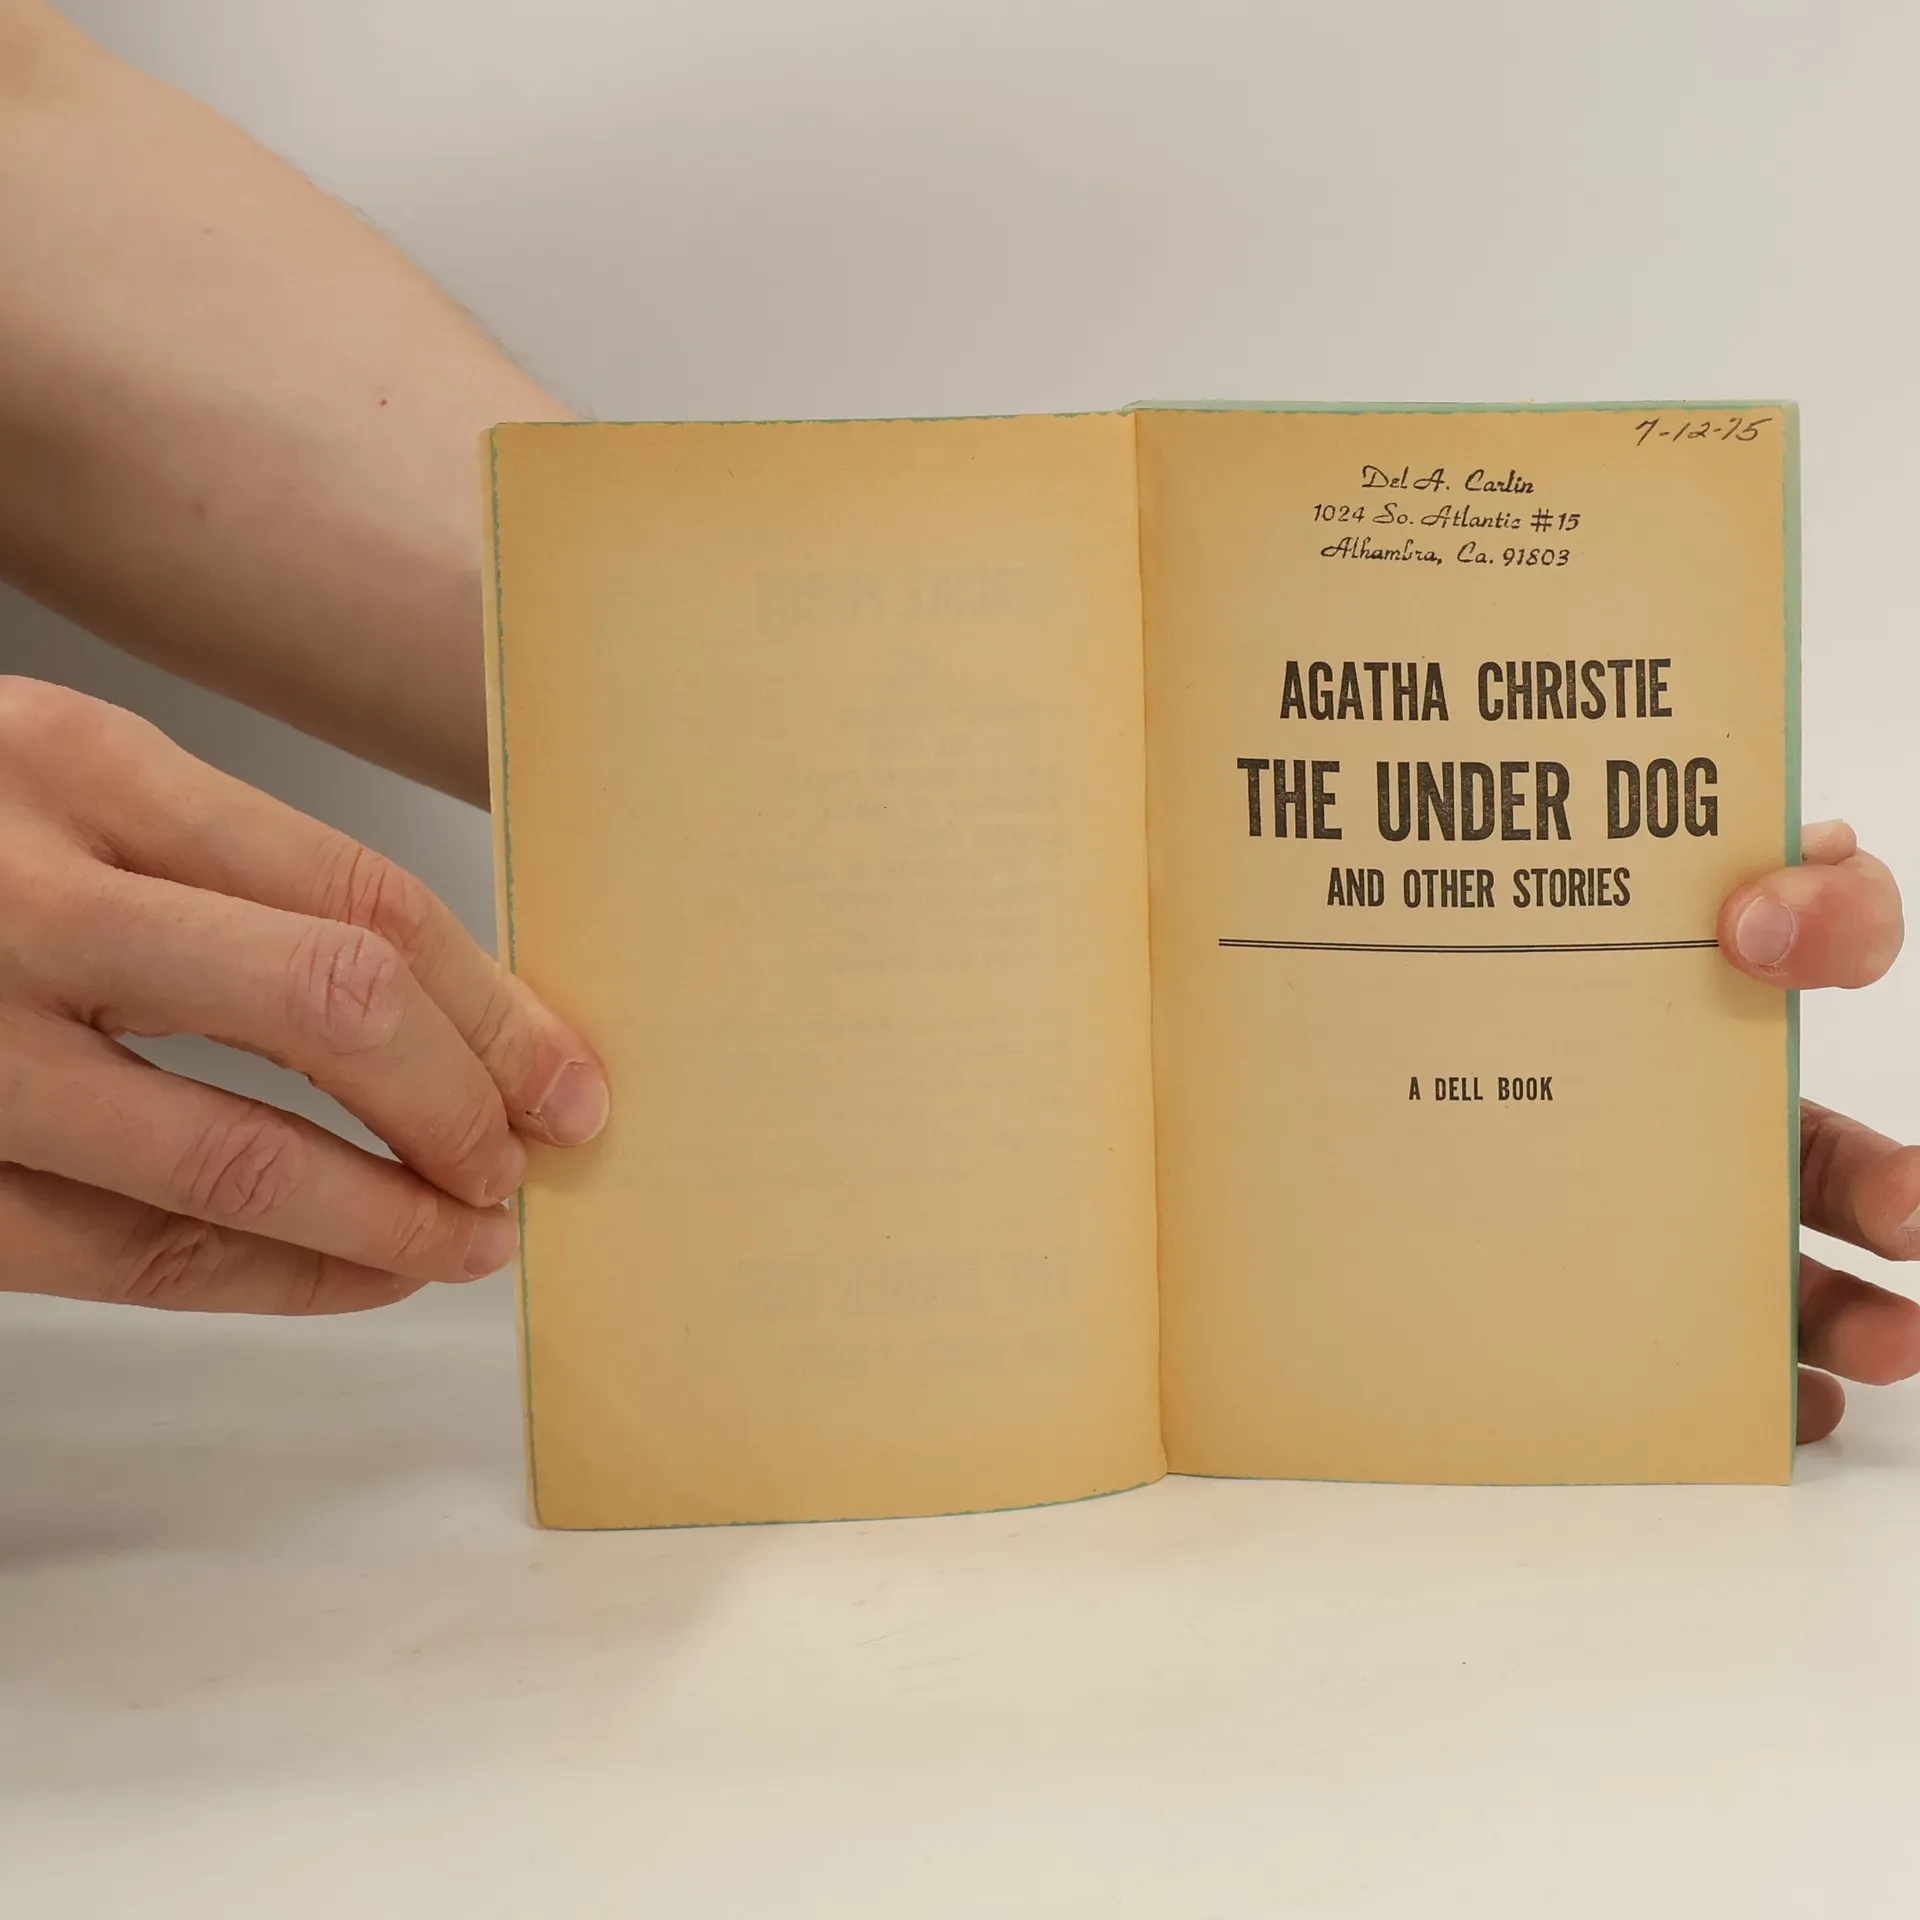 7-12-75
Del A. Carlin
1024 So. Atlantic #15
Alhambra, Ca. 91803
AGATHA CHRISTIE
THE UNDER DOG
AND OTHER STORIES
A DELL BOOK